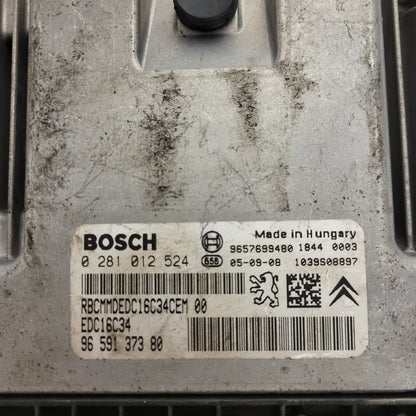 BOSCH
Made in Hungary
9657699480 1844 0003
0 281 012 524
656 05-09-08 1039S08897
RBCMMDEDC16C34CEM 00
EDC16C34
96 591 373 80